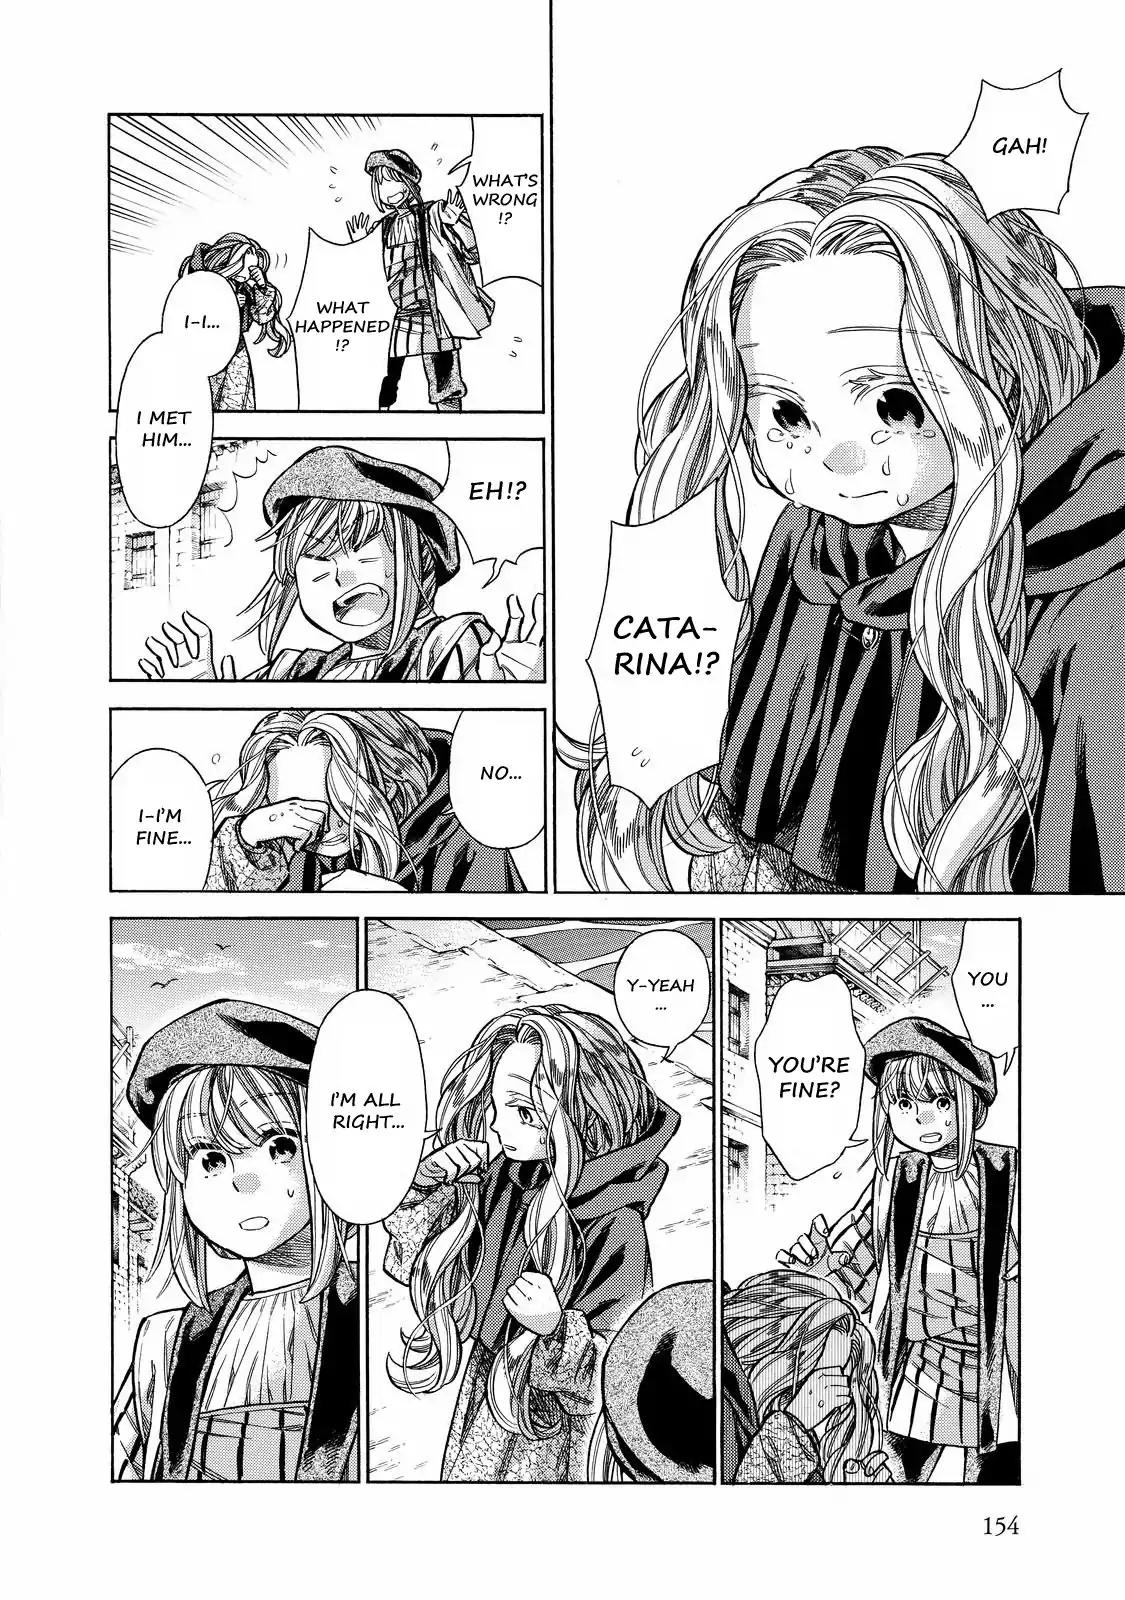 GAH!
CATA-
RINA!?
WHAT'S
WRONG
!?
WHAT
HAPPENED
!?
I-I...
I MET
HIM...
EH!?
NO...
I-I'M
FINE...
YOU
...
YOU'RE
FINE?
Y-YEAH
...
I'M ALL
RIGHT...
154